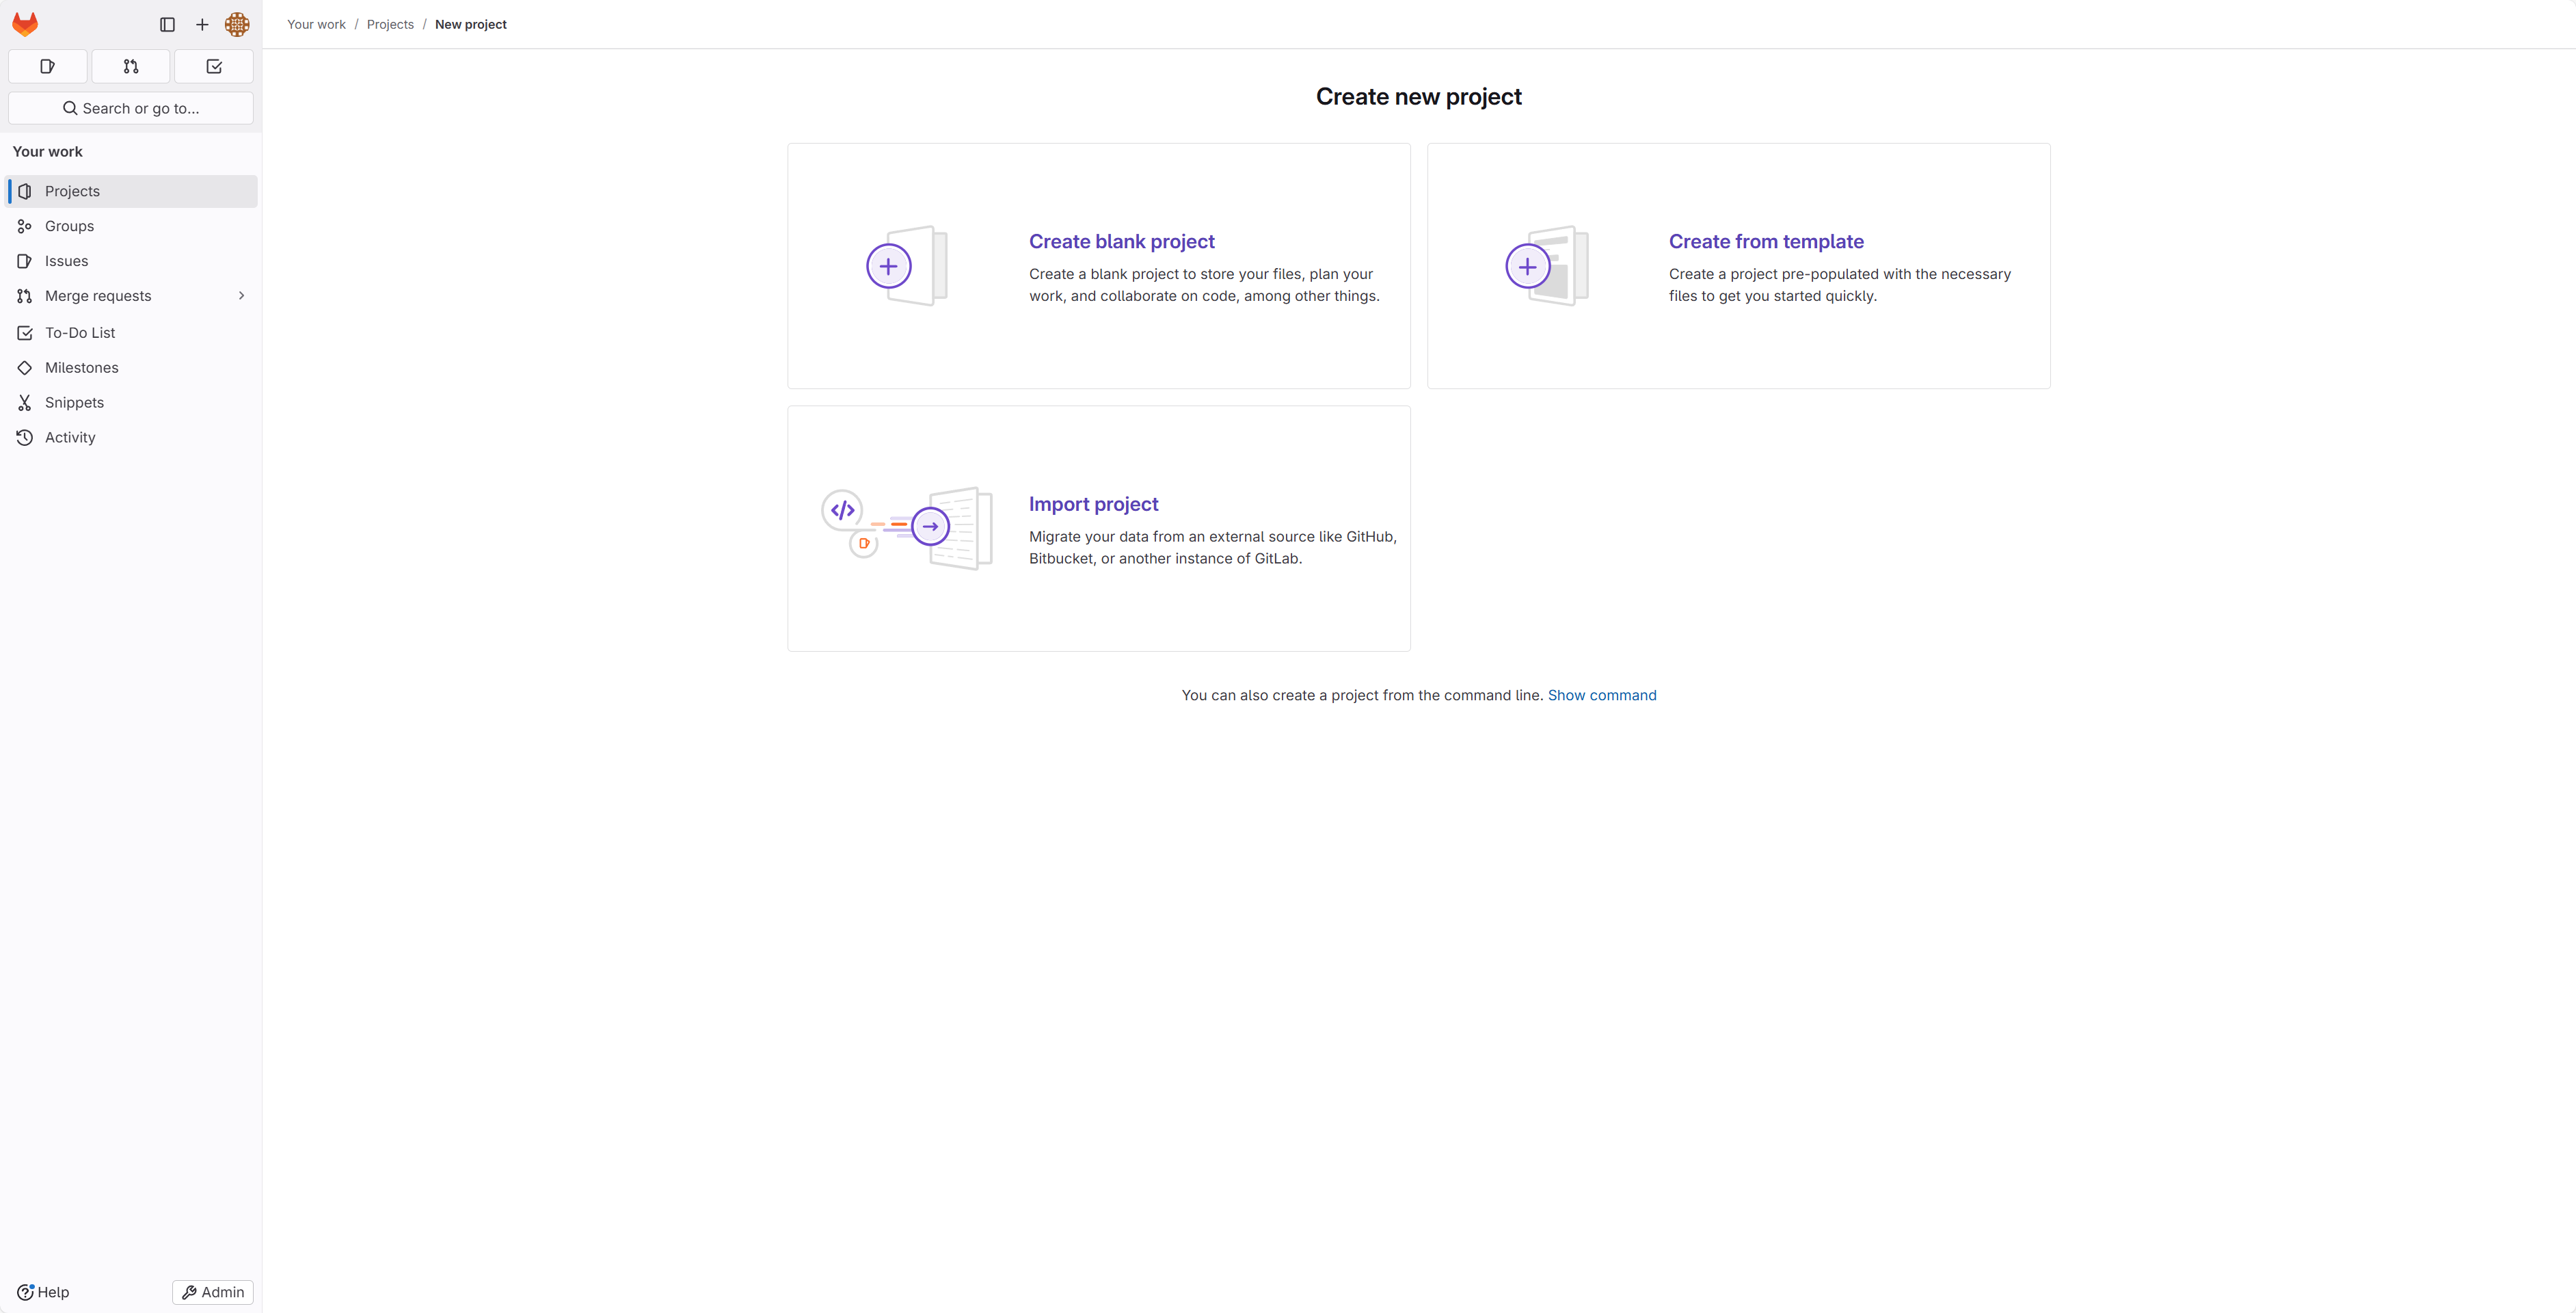 Your work / Projects / New project
Search or go to...
Your work
Projects
Groups
Issues
Merge requests
To-Do List
Milestones
Snippets
Activity
Help
Admin
Create new project
Create blank project
Create a blank project to store your files, plan your
work, and collaborate on code, among other things.
Create from template
Create a project pre-populated with the necessary
files to get you started quickly.
Import project
Migrate your data from an external source like GitHub,
Bitbucket, or another instance of GitLab.
You can also create a project from the command line. Show command